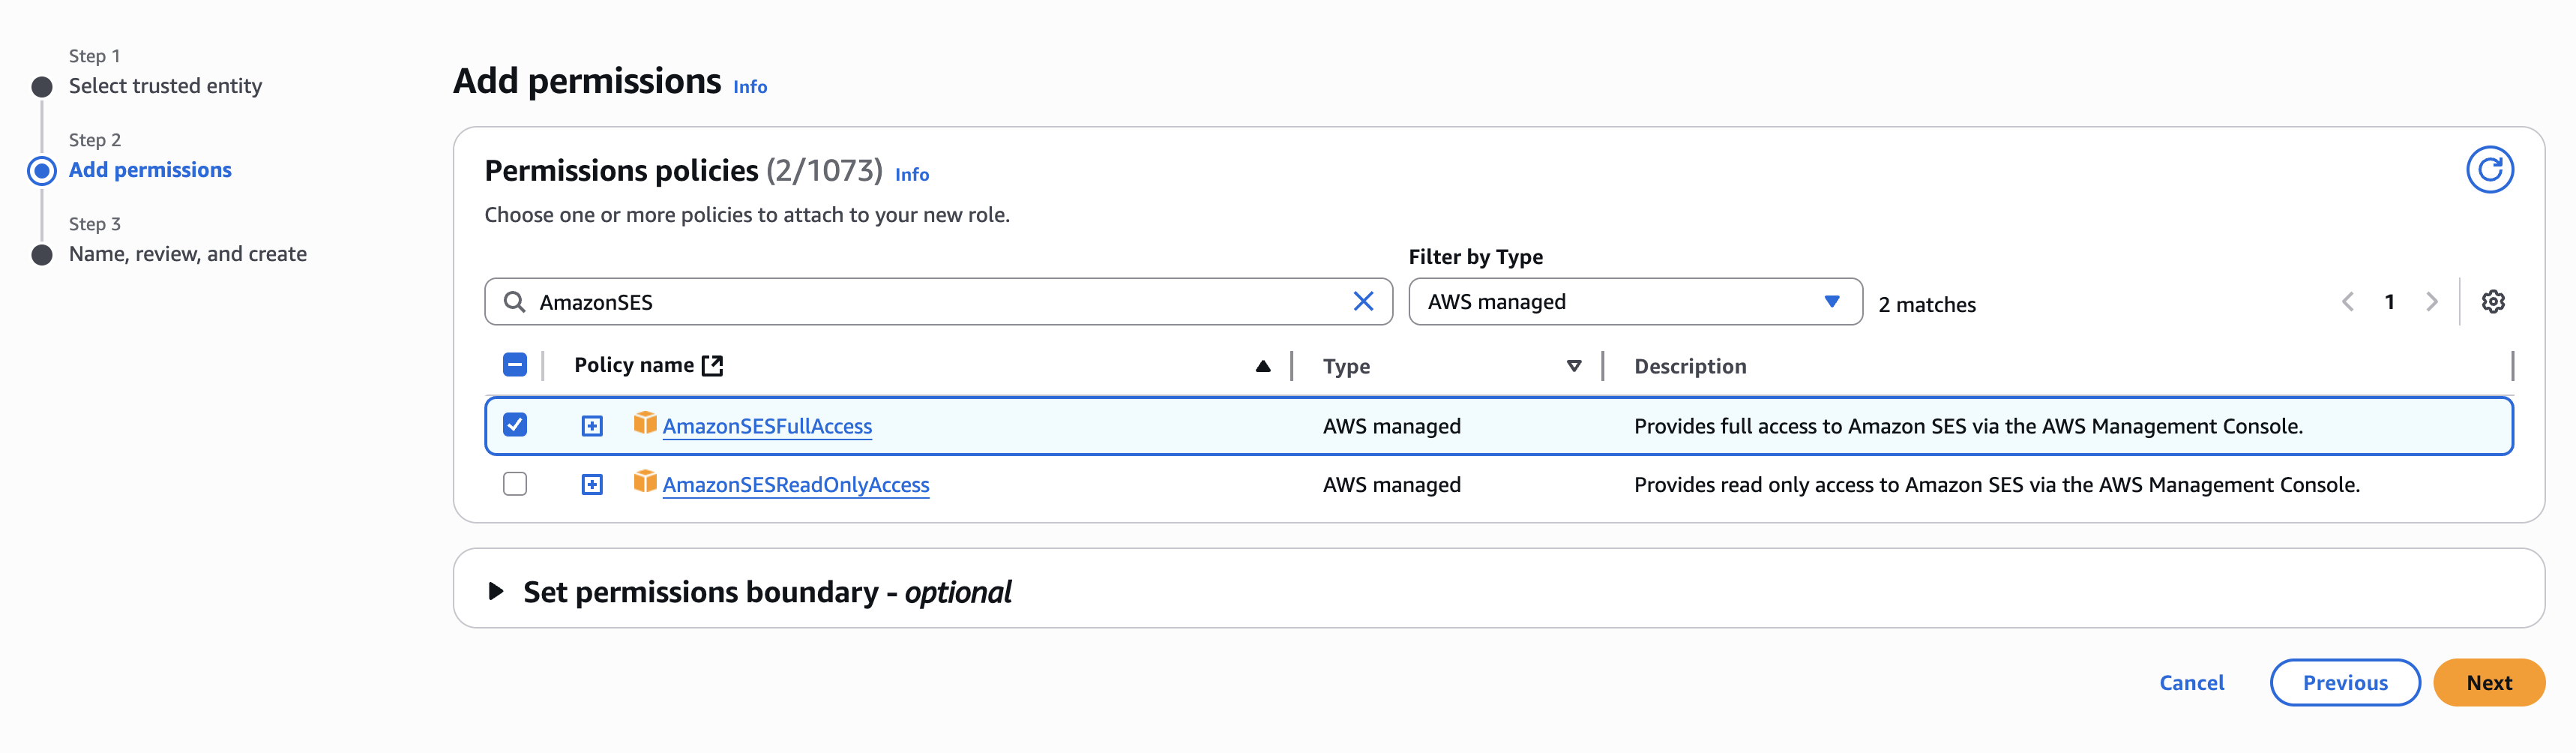 Step 1
Select trusted entity
Step 2
Add permissions
Step 3
Name, review, and create
Add permissions Info
Permissions policies (2/1073) Info
Choose one or more policies to attach to your new role.
Filter by Type
AmazonSES AWS managed 2 matches 1
Policy name Type Description
AmazonSESFullAccess AWS managed Provides full access to Amazon SES via the AWS Management Console.
AmazonSESReadOnlyAccess AWS managed Provides read only access to Amazon SES via the AWS Management Console.
Set permissions boundary - optional
Cancel Previous Next